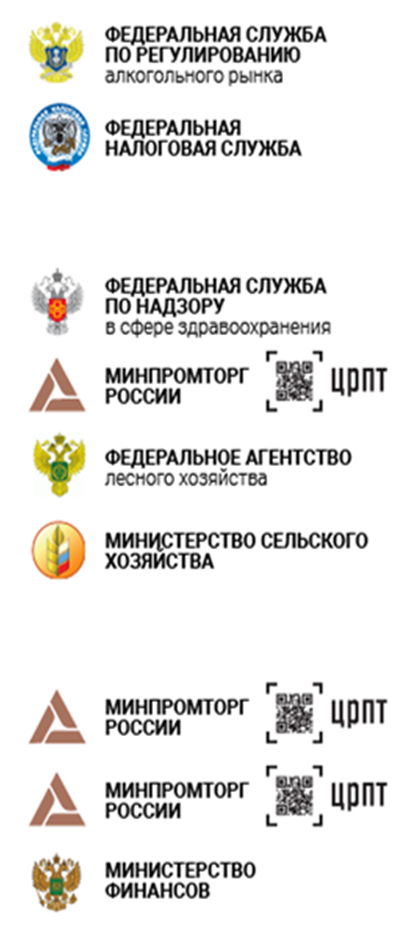 ФЕДЕРАЛЬНАЯ СЛУЖБА
ПО РЕГУЛИРОВАНИЮ
алкогольного рынка
ФЕДЕРАЛЬНАЯ
НАЛОГОВАЯ СЛУЖБА
ФЕДЕРАЛЬНАЯ СЛУЖБА
ПО НАДЗОРУ
в сфере здравоохранения
МИНПРОМТОРГ
РОССИИ
ЦРПТ
ФЕДЕРАЛЬНОЕ АГЕНТСТВО
лесного хозяйства
МИНИСТЕРСТВО СЕЛЬСКОГО
ХОЗЯЙСТВА
МИНПРОМТОРГ
РОССИИ
ЦРПТ
МИНПРОМТОРГ
РОССИИ
ЦРПТ
МИНИСТЕРСТВО
ФИНАНСОВ